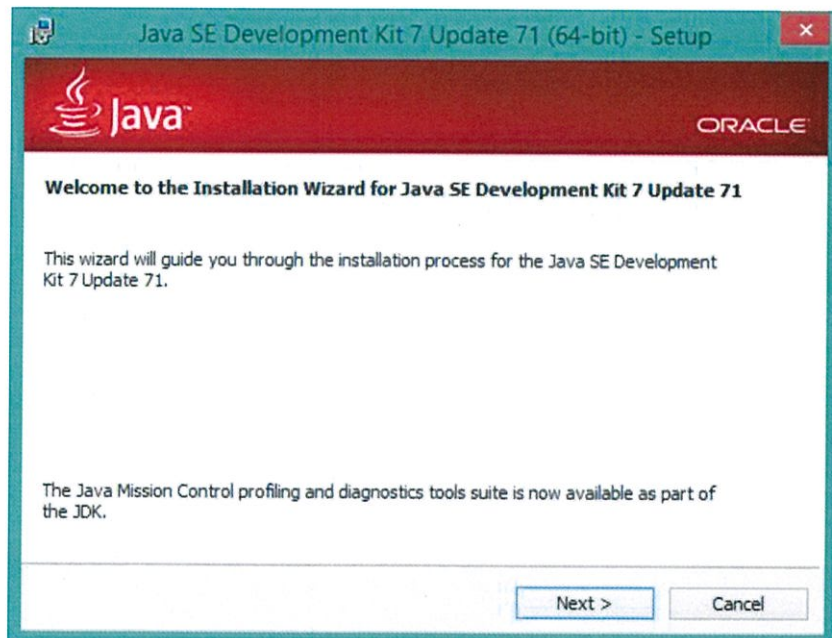 Java SE Development Kit 7 Update 71 (64-bit) - Setup
Java™
ORACLE
Welcome to the Installation Wizard for Java SE Development Kit 7 Update 71
This wizard will guide you through the installation process for the Java SE Development
Kit 7 Update 71.
The Java Mission Control profiling and diagnostics tools suite is now available as part of
the JDK.
Next >
Cancel